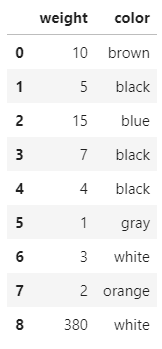 weight color
0 10 brown
1 5 black
2 15 blue
3 7 black
4 4 black
5 1 gray
6 3 white
7 2 orange
8 380 white